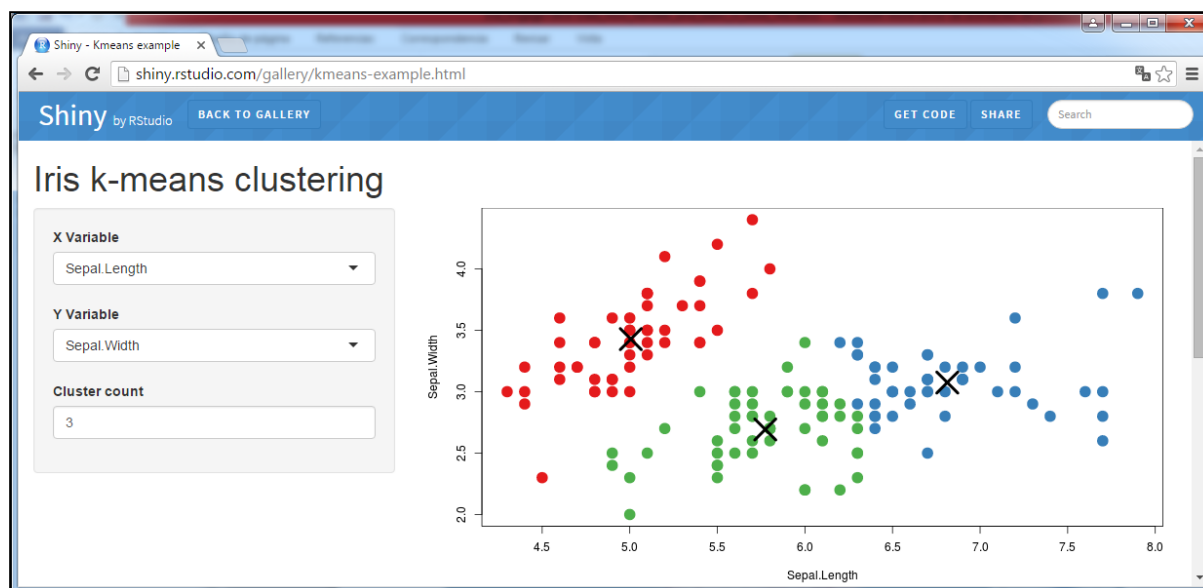 Shiny - Kmeans example
shiny.rstudio.com/gallery/kmeans-example.html
Shiny by RStudio BACK TO GALLERY GET CODE SHARE Search
Iris k-means clustering
X Variable
Sepal.Length
Y Variable
Sepal.Width
Cluster count
3
Sepal.Width
4.0
3.5
3.0
2.5
2.0
4.5 5.0 5.5 6.0 6.5 7.0 7.5 8.0
Sepal.Length